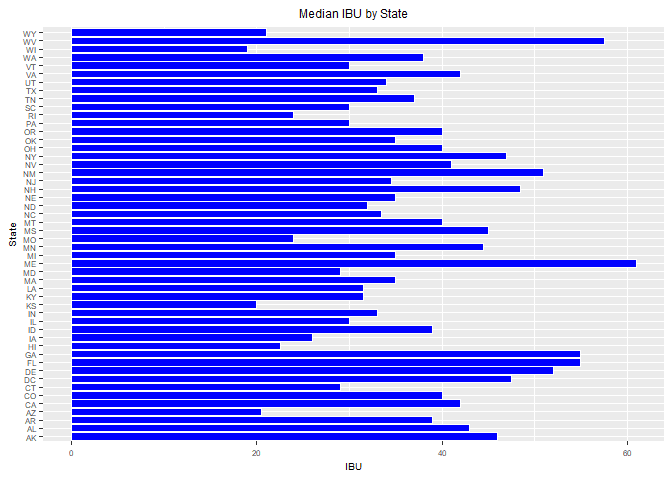 Median IBU by State
WY
WV
WI
WA
VT
VA
UT
TX
TN
SC
RI
PA
OR
OK
OH
NY
NV
NM
NJ
NH
NE
ND
NC
MT
MS
MO
MN
MI
ME
MD
MA
LA
KY
KS
IN
IL
ID
IA
HI
GA
FL
DE
DC
CT
CO
CA
AZ
AR
AL
AK
State
0 20 40 60
IBU